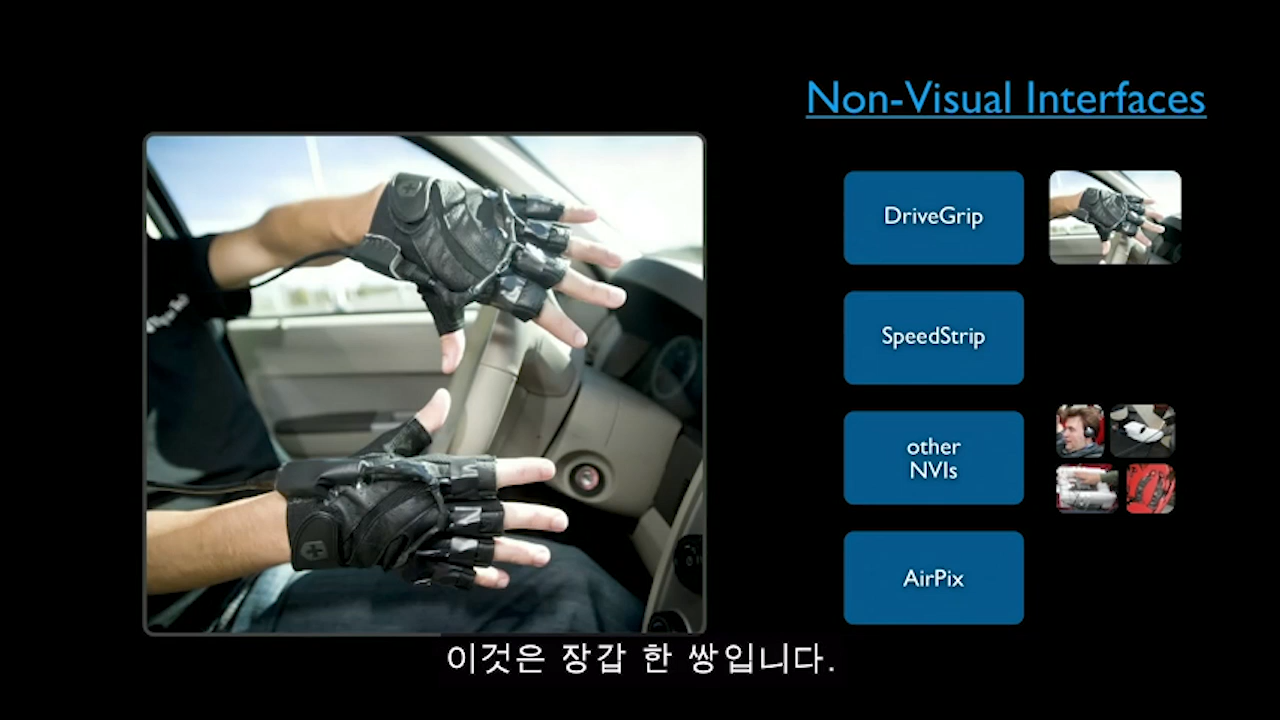 Non-Visual Interfaces
DriveGrip
SpeedStrip
other
NVIs
AirPix
이것은 장갑 한 쌍입니다.